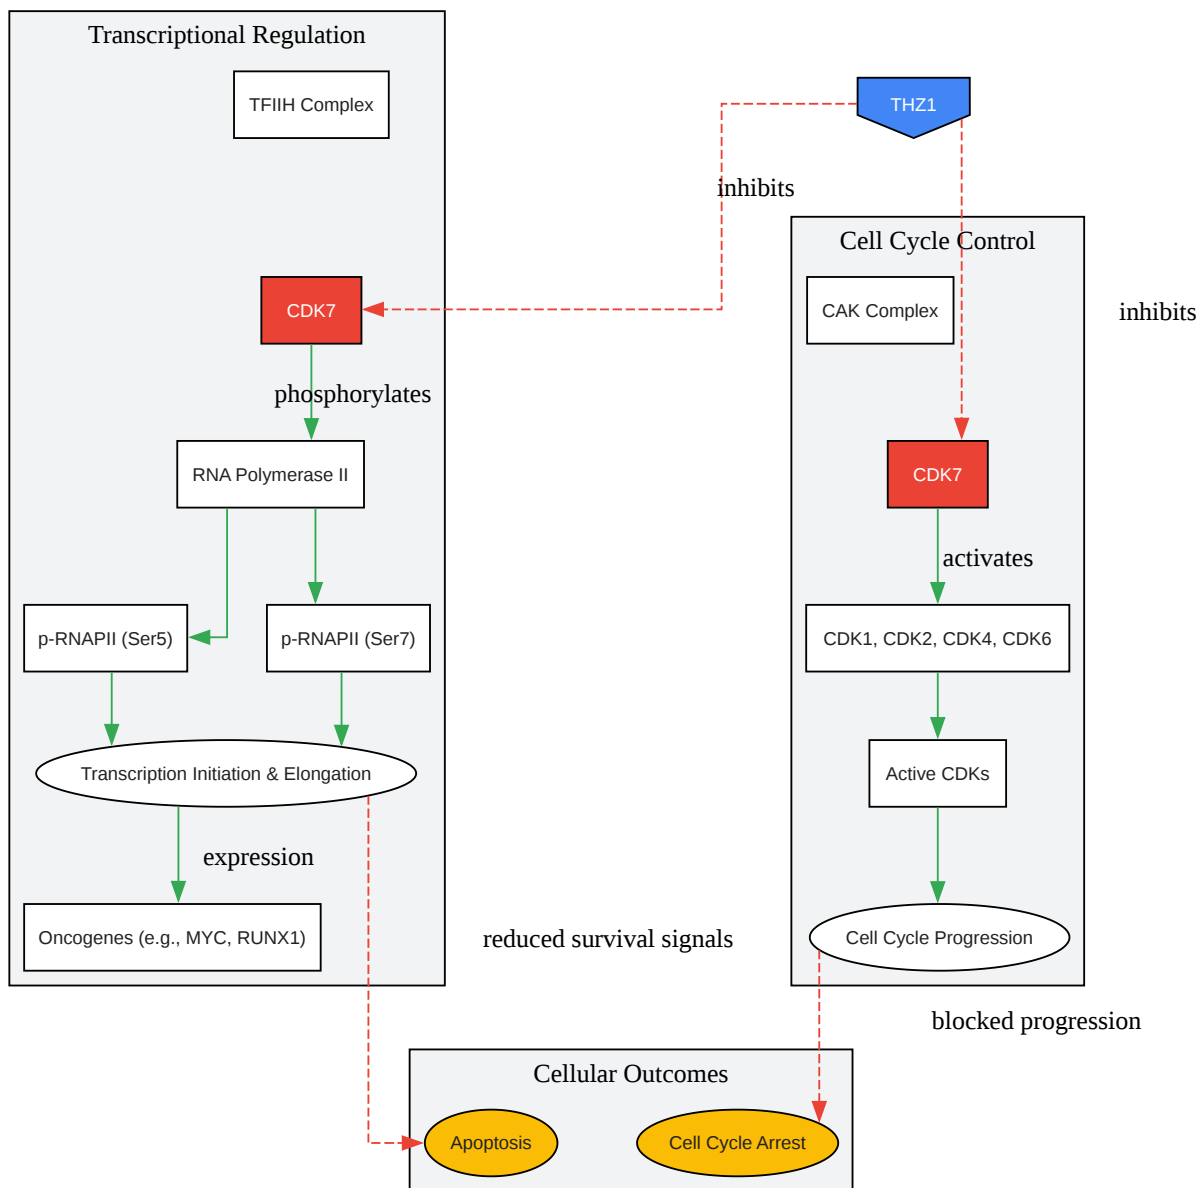 Transcriptional Regulation
TFIIH Complex
THZ1
inhibits
Cell Cycle Control
CDK7
CAK Complex
inhibits
phosphorylates
RNA Polymerase II
CDK7
activates
p-RNAPII (Ser5)
p-RNAPII (Ser7)
CDK1, CDK2, CDK4, CDK6
Transcription Initiation & Elongation
Active CDKs
expression
Oncogenes (e.g., MYC, RUNX1)
reduced survival signals
Cell Cycle Progression
blocked progression
Cellular Outcomes
Apoptosis
Cell Cycle Arrest